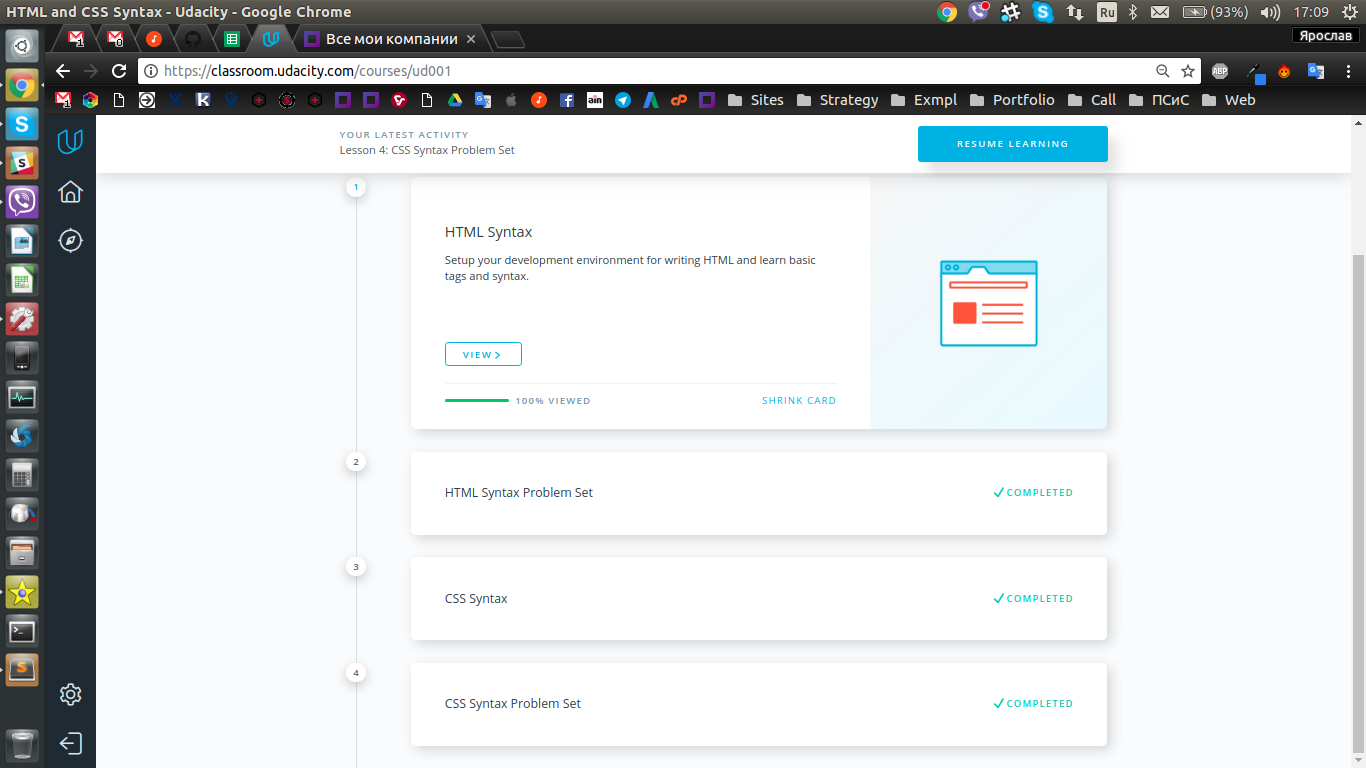 HTML and CSS Syntax - Udacity - Google Chrome
Ru
(93%)
17:09
Все мои компании
Ярослав
https://classroom.udacity.com/courses/ud001
ABP
ain
cP
Sites
Strategy
Exmpl
Portfolio
Call
ПСиС
Web
YOUR LATEST ACTIVITY
Lesson 4: CSS Syntax Problem Set
RESUME LEARNING
1
HTML Syntax
Setup your development environment for writing HTML and learn basic
tags and syntax.
VIEW
100% VIEWED
SHRINK CARD
2
HTML Syntax Problem Set
COMPLETED
3
CSS Syntax
COMPLETED
4
CSS Syntax Problem Set
COMPLETED